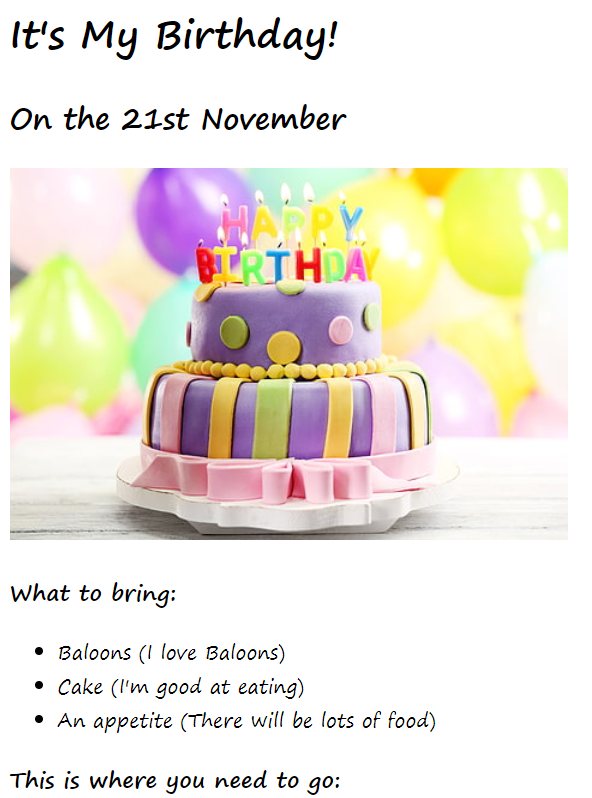 It's My Birthday!
On the 21st November
HAPPY
BIRTHDAY
What to bring:
Baloons (I love Baloons)
Cake (I'm good at eating)
An appetite (There will be lots of food)
This is where you need to go: